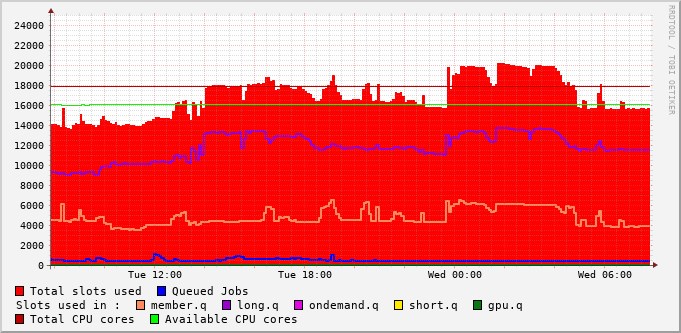 RRDTOOL / TOBI OETIKER
24000
22000
20000
18000
16000
14000
12000
10000
8000
6000
4000
2000
0
Tue 12:00 Tue 18:00 Wed 00:00 Wed 06:00
Total slots used Queued Jobs
Slots used in : member.q long.q ondemand.q short.q gpu.q
Total CPU cores Available CPU cores